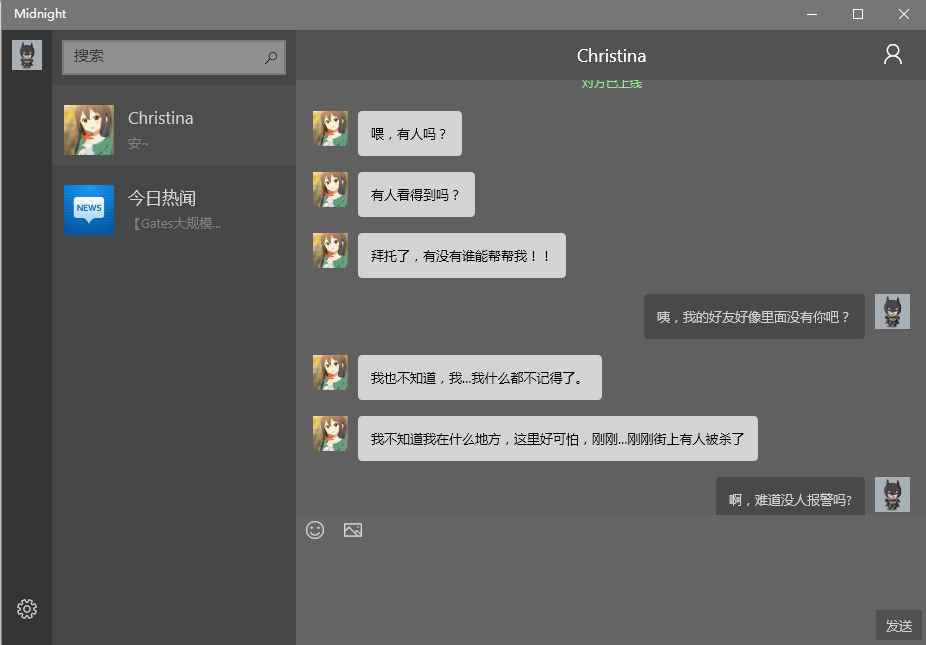 Midnight
搜索
Christina
安~
今日热闻
【Gates大规模...
NEWS
Christina
对方已上线
喂，有人吗？
有人看得到吗？
拜托了，有没有谁能帮帮我！！
咦，我的好友好像里面没有你吧？
我也不知道，我...我什么都不记得了。
我不知道我在什么地方，这里好可怕，刚刚...刚刚街上有人被杀了
啊，难道没人报警吗?
发送